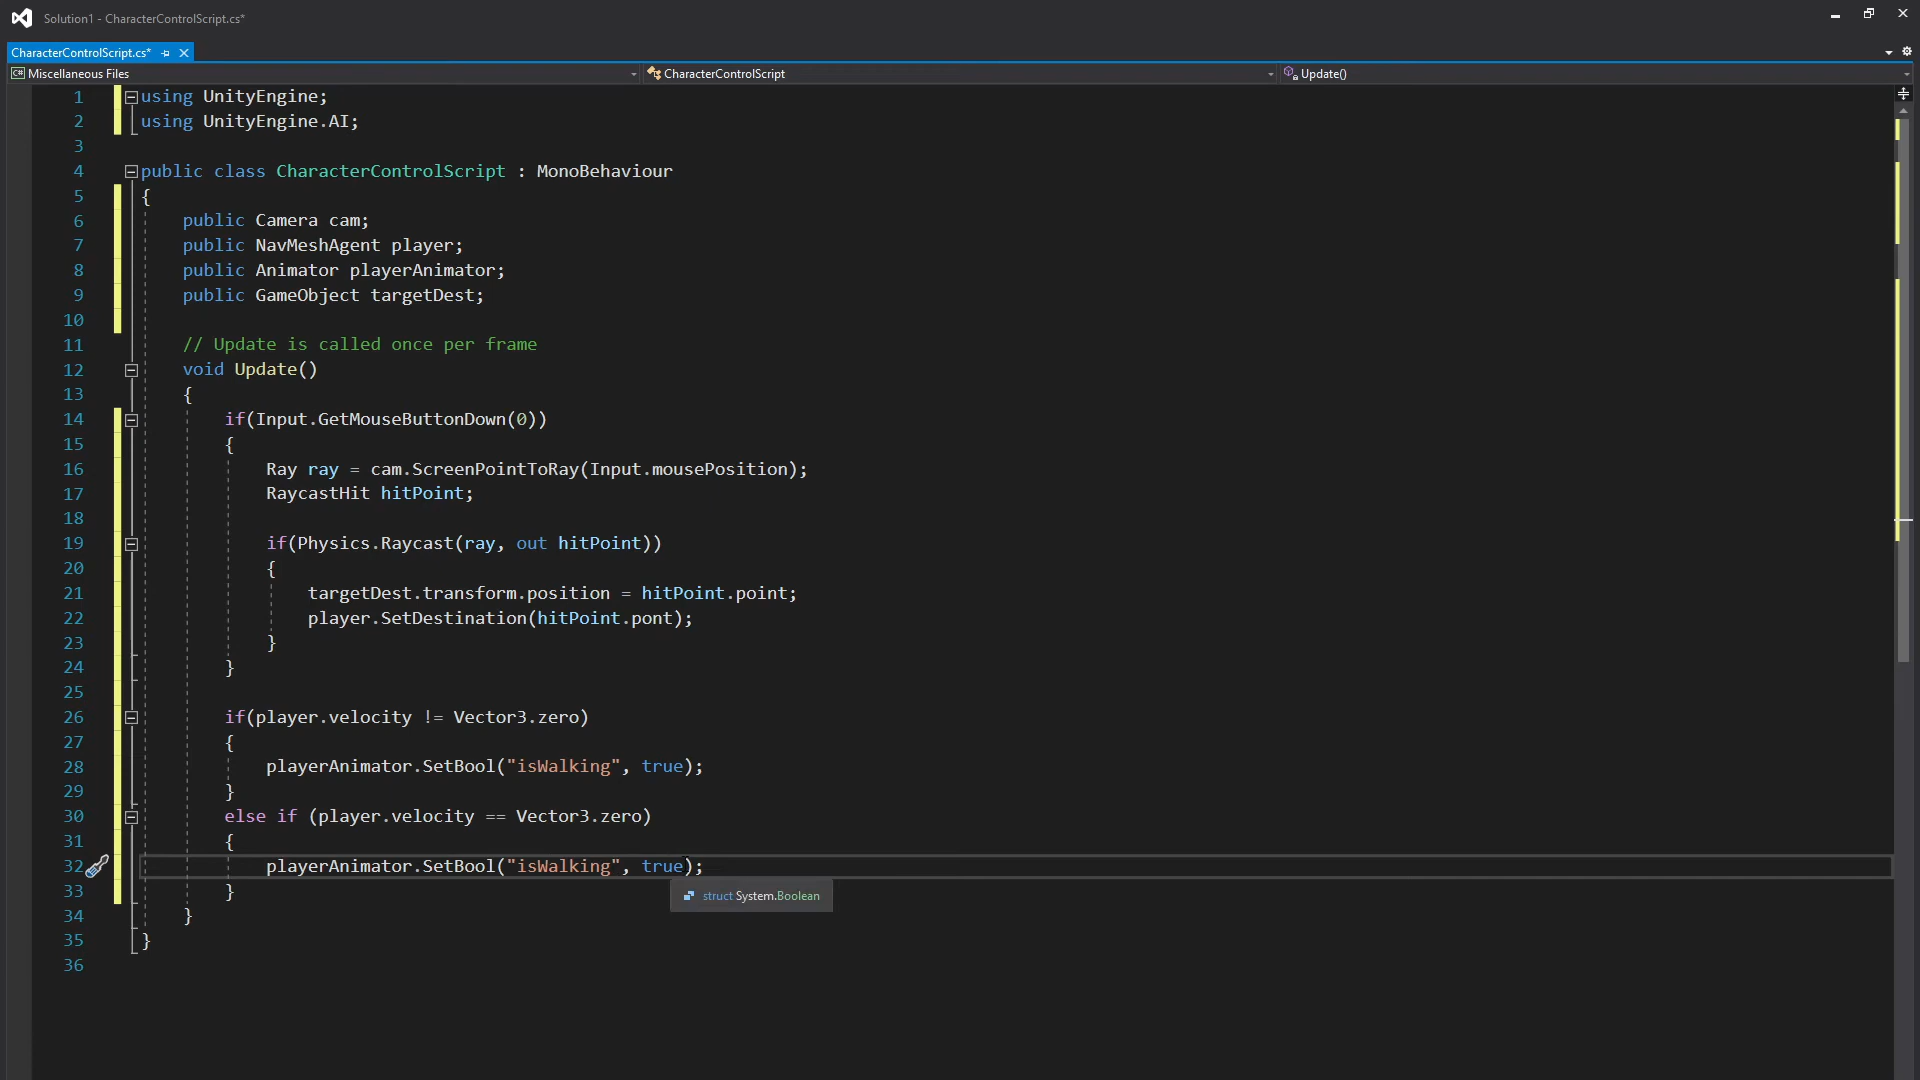 Solution1 - CharacterControlScript.cs*
CharacterControlScript.cs*
Miscellaneous Files
CharacterControlScript
Update()
1 using UnityEngine;
2 using UnityEngine.AI;
3
4 public class CharacterControlScript : MonoBehaviour
5 {
6 public Camera cam;
7 public NavMeshAgent player;
8 public Animator playerAnimator;
9 public GameObject targetDest;
10
11 // Update is called once per frame
12 void Update()
13 {
14 if(Input.GetMouseButtonDown(0))
15 {
16 Ray ray = cam.ScreenPointToRay(Input.mousePosition);
17 RaycastHit hitPoint;
18
19 if(Physics.Raycast(ray, out hitPoint))
20 {
21 targetDest.transform.position = hitPoint.point;
22 player.SetDestination(hitPoint.pont);
23 }
24 }
25
26 if(player.velocity != Vector3.zero)
27 {
28 playerAnimator.SetBool("isWalking", true);
29 }
30 else if (player.velocity == Vector3.zero)
31 {
32 playerAnimator.SetBool("isWalking", true);
33 }
struct System.Boolean
34 }
35 }
36